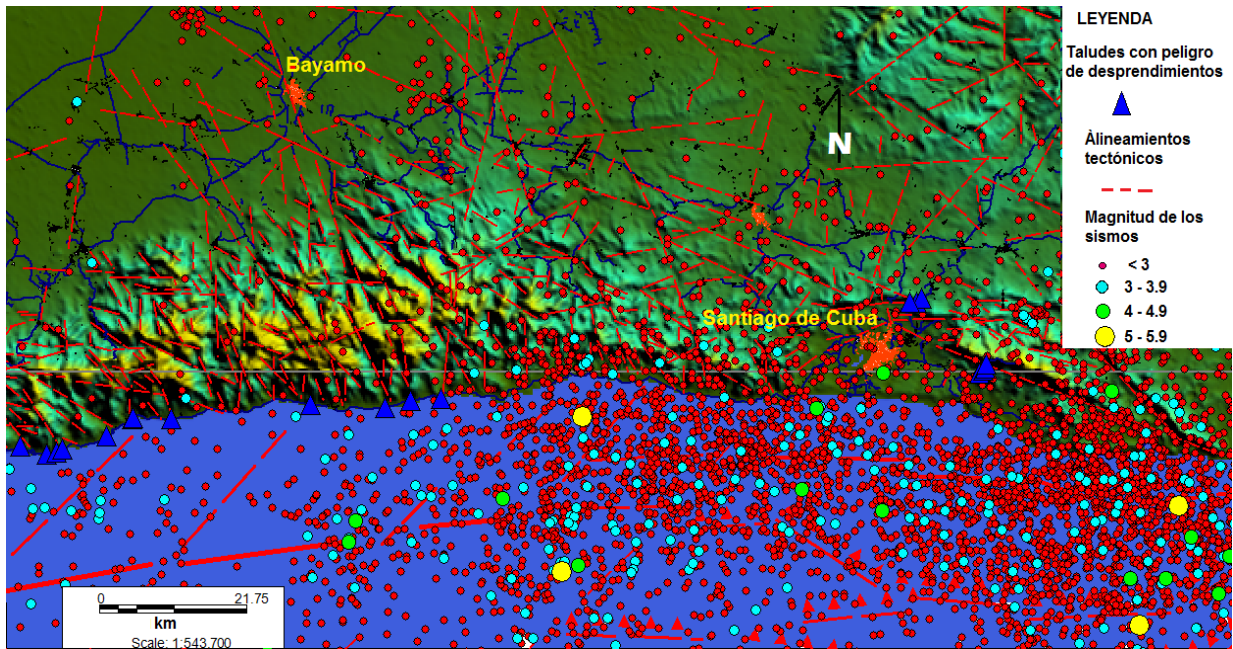 LEYENDA
Taludes con peligro
de desprendimientos
Àlineamientos
tectónicos
Magnitud de los
sismos
< 3
3 - 3.9
4 - 4.9
5 - 5.9
Bayamo
N
Santiago de Cuba
0 21.75
km
Scale: 1:543.700